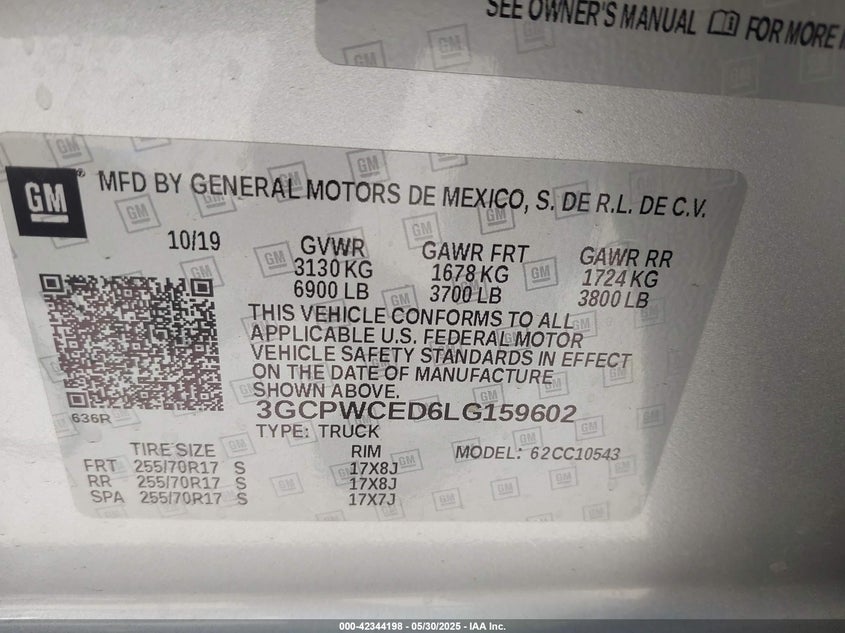 SEE OWNER'S MANUAL FOR MORE
GM
MFD BY GENERAL MOTORS DE MEXICO, S. DE R.L. DE C.V.
10/19 GVWR GAWR FRT GAWR RR
3130 KG 1678 KG 1724 KG
6900 LB 3700 LB 3800 LB
THIS VEHICLE CONFORMS TO ALL
APPLICABLE U.S. FEDERAL MOTOR
VEHICLE SAFETY STANDARDS IN EFFECT
ON THE DATE OF MANUFACTURE
SHOWN ABOVE.
3GCPWCED6LG159602
636R
TYPE: TRUCK
TIRE SIZE RIM MODEL: 62CC10543
FRT 255/70R17 S 17X8J
RR 255/70R17 S 17X8J
SPA 255/70R17 S 17X7J
000-42344198 - 05/30/2025 - IAA Inc.